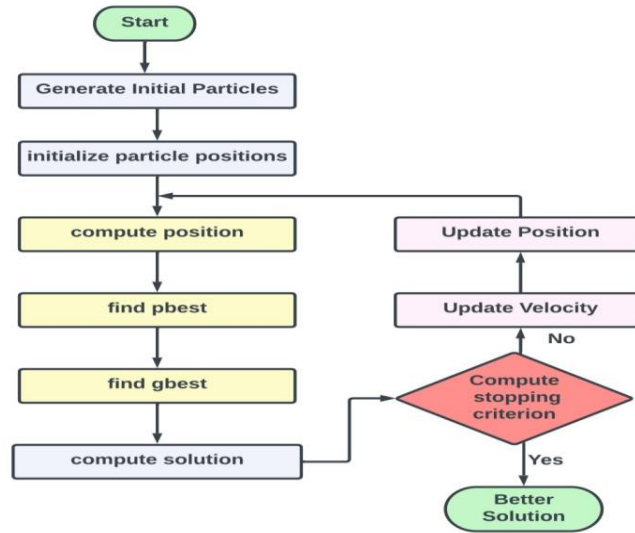 Start
Generate Initial Particles
initialize particle positions
compute position
find pbest
find gbest
compute solution
Update Position
Update Velocity
No
Compute
stopping
criterion
Yes
Better
Solution